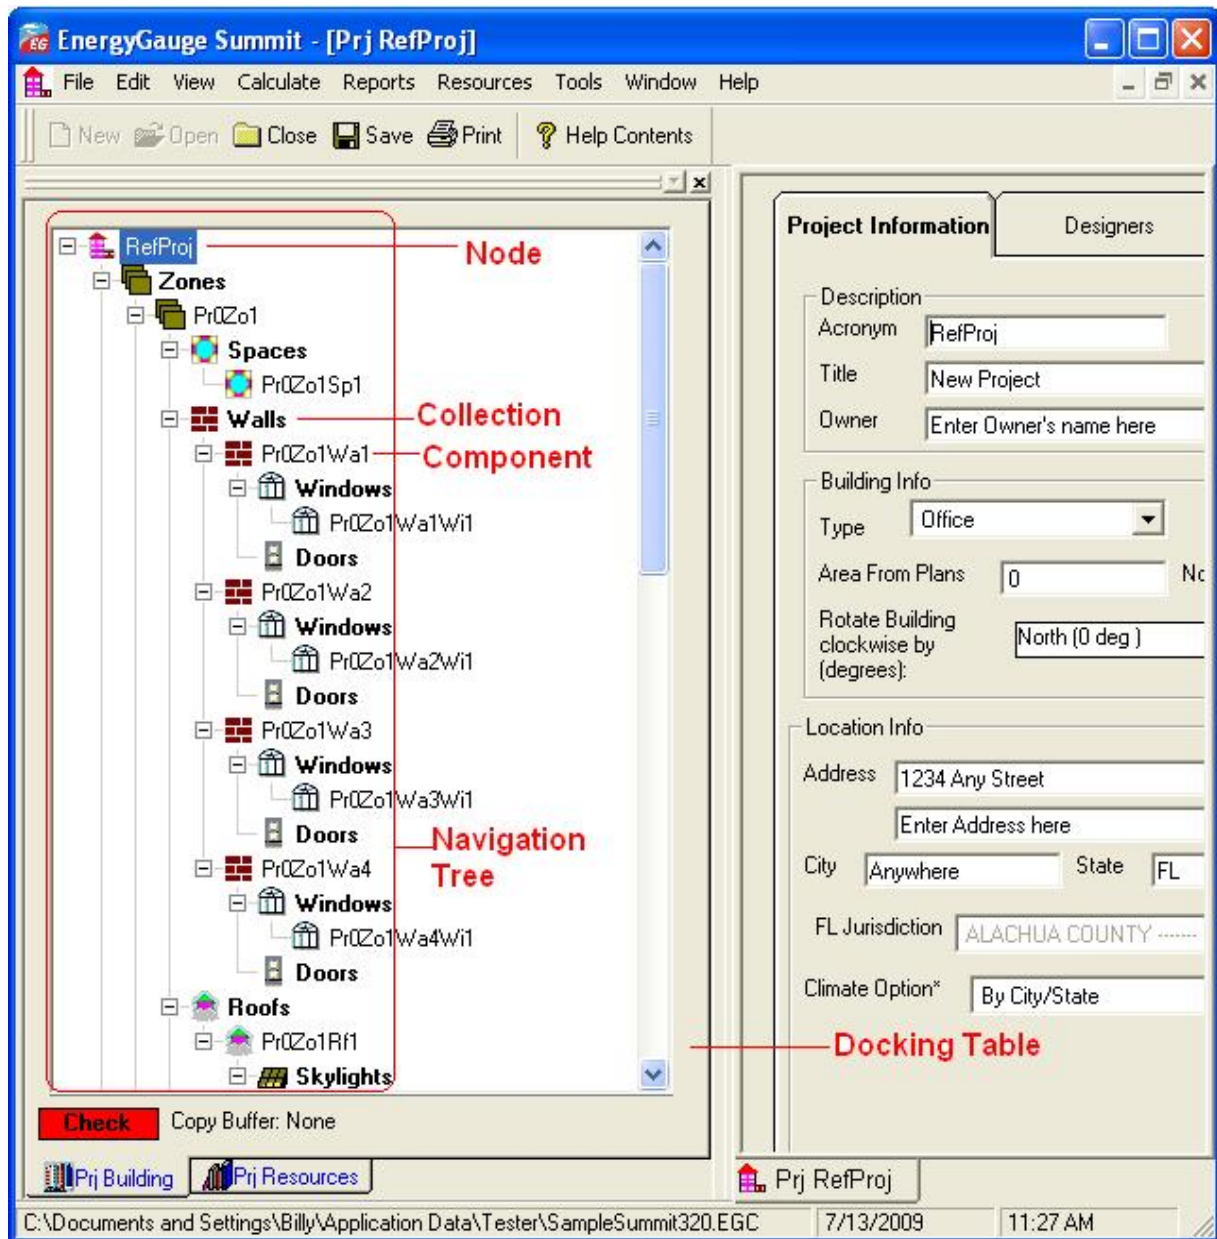 EnergyGauge Summit - [Prj RefProj]
File Edit View Calculate Reports Resources Tools Window Help
New Open Close Save Print Help Contents
RefProj
Node
Zones
Pr0Zo1
Spaces
Pr0Zo1Sp1
Walls
Collection
Pr0Zo1Wa1
Component
Windows
Pr0Zo1Wa1Wi1
Doors
Pr0Zo1Wa2
Windows
Pr0Zo1Wa2Wi1
Doors
Pr0Zo1Wa3
Windows
Pr0Zo1Wa3Wi1
Doors
Navigation
Tree
Pr0Zo1Wa4
Windows
Pr0Zo1Wa4Wi1
Doors
Roofs
Pr0Zo1Rf1
Skylights
Docking Table
Check Copy Buffer: None
Prj Building Prj Resources
Project Information Designers
Description
Acronym RefProj
Title New Project
Owner Enter Owner's name here
Building Info
Type Office
Area From Plans 0 No
Rotate Building
clockwise by
(degrees):
North (0 deg )
Location Info
Address 1234 Any Street
Enter Address here
City Anywhere State FL
FL Jurisdiction ALACHUA COUNTY -------
Climate Option* By City/State
Prj RefProj
C:\Documents and Settings\Billy\Application Data\Tester\SampleSummit320.EGC 7/13/2009 11:27 AM